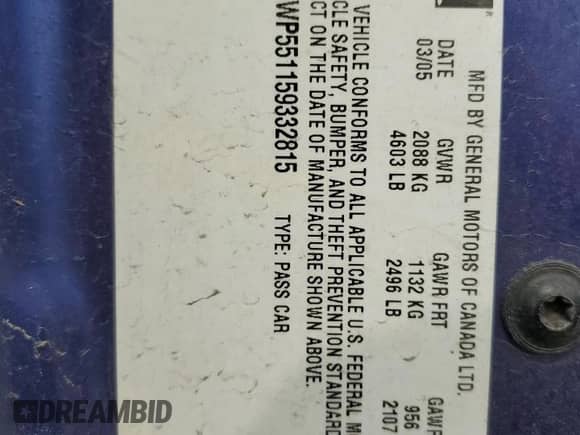 MFD BY GENERAL MOTORS OF CANADA LTD.
DATE GVWR GAWR FRT GAWR
03/05 2088 KG 1132 KG 956
4603 LB 2496 LB 2107
VEHICLE CONFORMS TO ALL APPLICABLE U.S. FEDERAL M
CLE SAFETY, BUMPER, AND THEFT PREVENTION STANDARD
CT ON THE DATE OF MANUFACTURE SHOWN ABOVE.
WP551159332815 TYPE: PASS CAR
DREAMBID